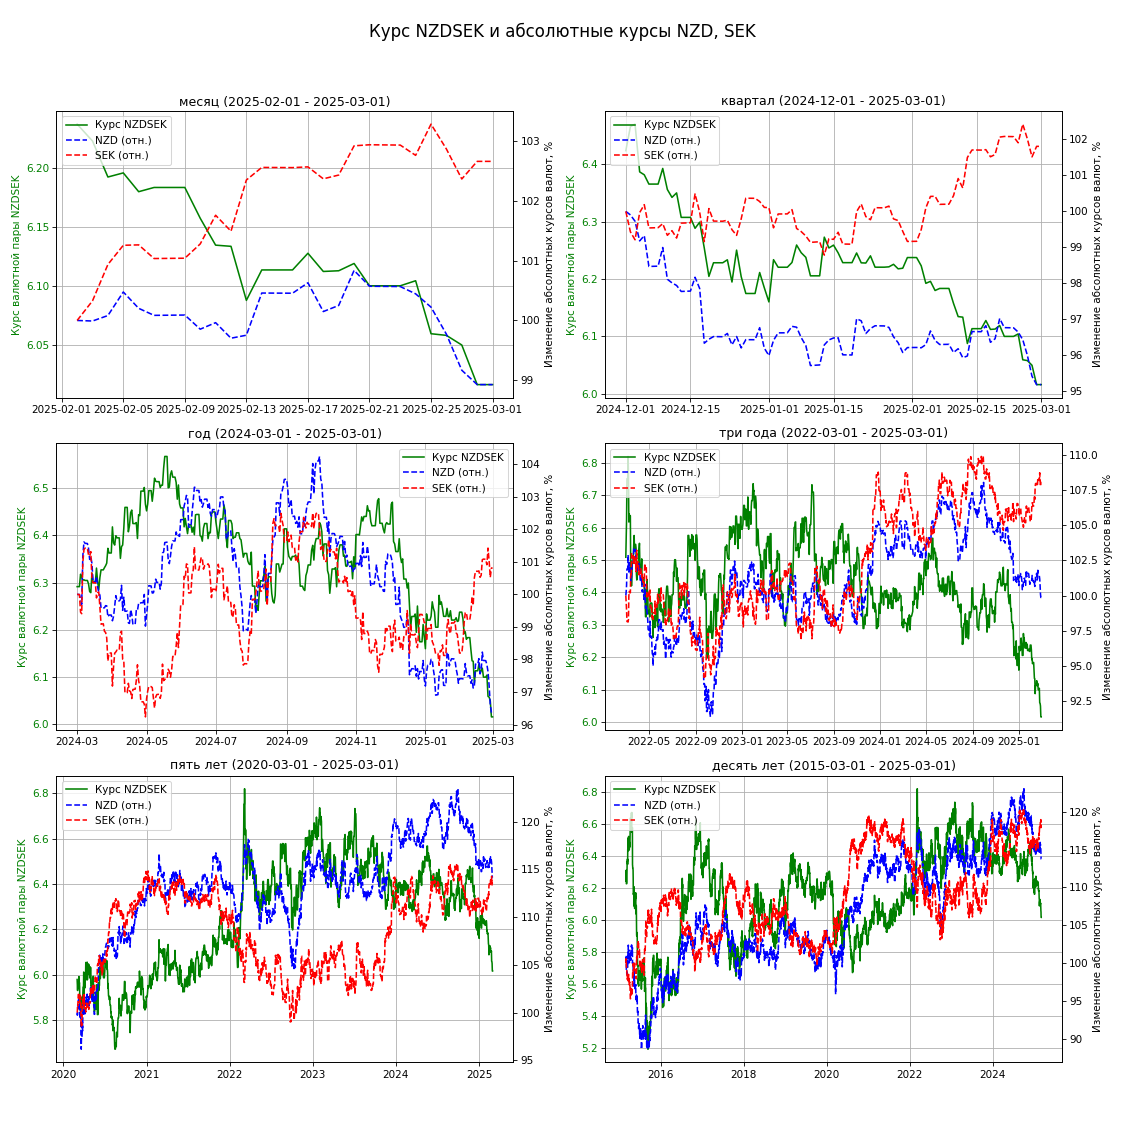 Курс NZDSEK и абсолютные курсы NZD, SEK
месяц (2025-02-01 - 2025-03-01)
Курс NZDSEK
NZD (отн.)
SEK (отн.)
Курс валютной пары NZDSEK
6.20
6.15
6.10
6.05
103
102
101
100
99
Изменение абсолютных курсов валют, %
2025-02-01 2025-02-05 2025-02-09 2025-02-13 2025-02-17 2025-02-21 2025-02-25 2025-03-01
квартал (2024-12-01 - 2025-03-01)
Курс NZDSEK
NZD (отн.)
SEK (отн.)
Курс валютной пары NZDSEK
6.4
6.3
6.2
6.1
6.0
102
101
100
99
98
97
96
95
Изменение абсолютных курсов валют, %
2024-12-01 2024-12-15 2025-01-01 2025-01-15 2025-02-01 2025-02-15 2025-03-01
год (2024-03-01 - 2025-03-01)
Курс NZDSEK
NZD (отн.)
SEK (отн.)
Курс валютной пары NZDSEK
6.5
6.4
6.3
6.2
6.1
6.0
104
103
102
101
100
99
98
97
96
Изменение абсолютных курсов валют, %
2024-03 2024-05 2024-07 2024-09 2024-11 2025-01 2025-03
три года (2022-03-01 - 2025-03-01)
Курс NZDSEK
NZD (отн.)
SEK (отн.)
Курс валютной пары NZDSEK
6.8
6.7
6.6
6.5
6.4
6.3
6.2
6.1
6.0
110.0
107.5
105.0
102.5
100.0
97.5
95.0
92.5
Изменение абсолютных курсов валют, %
2022-05 2022-09 2023-01 2023-05 2023-09 2024-01 2024-05 2024-09 2025-01
пять лет (2020-03-01 - 2025-03-01)
Курс NZDSEK
NZD (отн.)
SEK (отн.)
Курс валютной пары NZDSEK
6.8
6.6
6.4
6.2
6.0
5.8
120
115
110
105
100
95
Изменение абсолютных курсов валют, %
2020 2021 2022 2023 2024 2025
десять лет (2015-03-01 - 2025-03-01)
Курс NZDSEK
NZD (отн.)
SEK (отн.)
Курс валютной пары NZDSEK
6.8
6.6
6.4
6.2
6.0
5.8
5.6
5.4
5.2
120
115
110
105
100
95
90
Изменение абсолютных курсов валют, %
2016 2018 2020 2022 2024